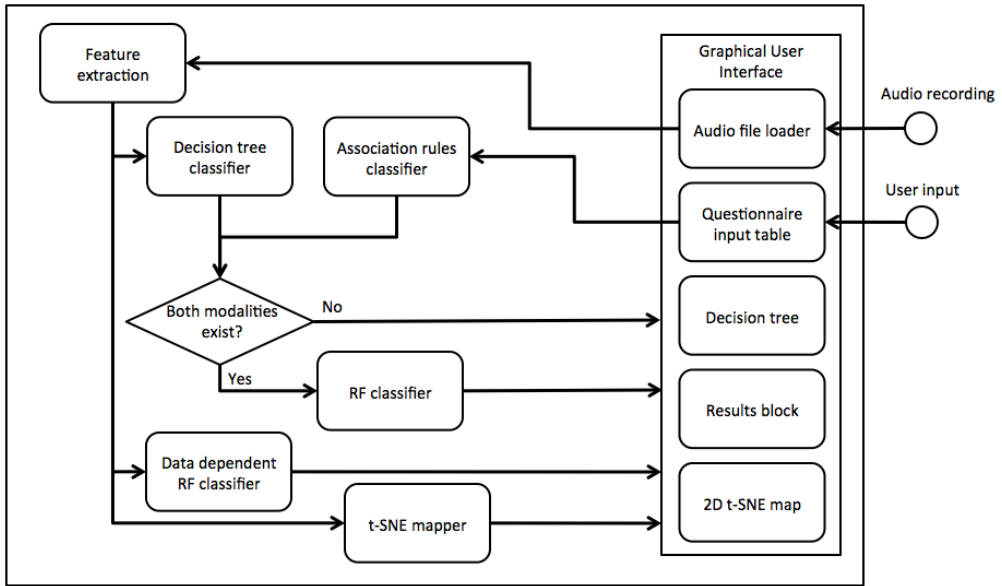 Feature
extraction
Graphical User
Interface
Audio recording
Audio file loader
Decision tree
classifier
Association rules
classifier
User input
Questionnaire
input table
Both modalities
exist?
No
Decision tree
Yes
RF classifier
Results block
Data dependent
RF classifier
2D t-SNE map
t-SNE mapper